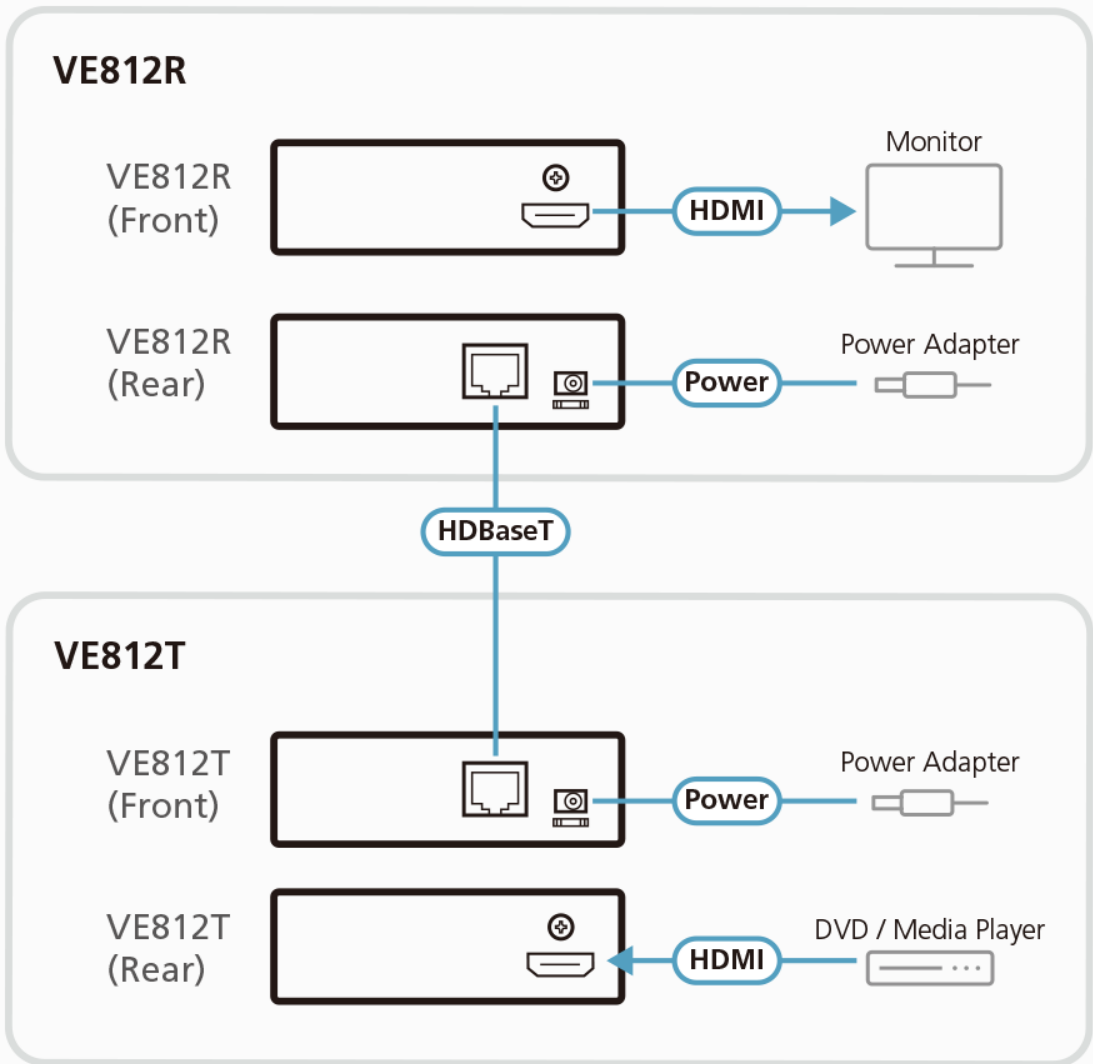 VE812R
VE812R
(Front)
HDMI
Monitor
VE812R
(Rear)
Power
Power Adapter
HDBaseT
VE812T
VE812T
(Front)
Power
Power Adapter
VE812T
(Rear)
HDMI
DVD / Media Player